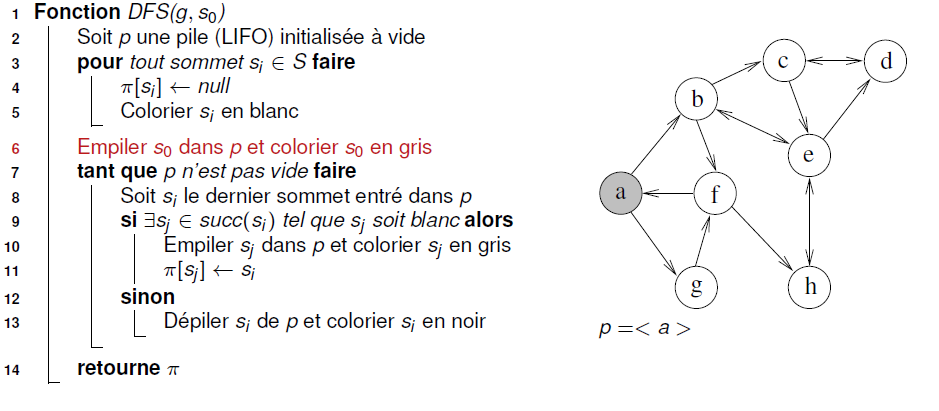 1 Fonction DFS(g, s₀)
2 Soit p une pile (LIFO) initialisée à vide
3 pour tout sommet sᵢ ∈ S faire
4 π[sᵢ] ← null
5 Colorier sᵢ en blanc
6 Empiler s₀ dans p et colorier s₀ en gris
7 tant que p n'est pas vide faire
8 Soit sᵢ le dernier sommet entré dans p
9 si ∃sⱼ ∈ succ(sᵢ) tel que sⱼ soit blanc alors
10 Empiler sⱼ dans p et colorier sⱼ en gris
11 π[sⱼ] ← sᵢ
12 sinon
13 Dépiler sᵢ de p et colorier sᵢ en noir
14 retourne π
c d
b
e
a f
g h
p =< a >